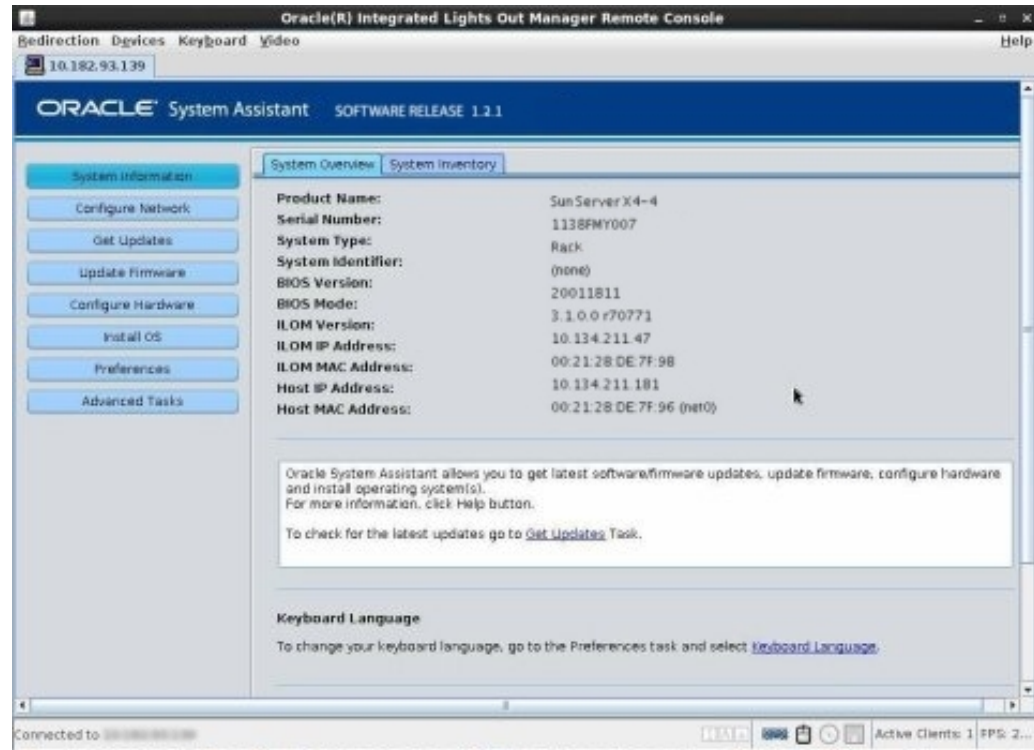 Oracle(R) Integrated Lights Out Manager Remote Console
Redirection Devices Keyboard Video Help
10.182.93.139
ORACLE System Assistant SOFTWARE RELEASE 1.2.1
System Information
Configure Network
Get Updates
Update Firmware
Configure Hardware
Install OS
Preferences
Advanced Tasks
System Overview System Inventory
Product Name: Sun Server X4-4
Serial Number: 1138FMY007
System Type: Rack
System Identifier: (none)
BIOS Version: 20011811
BIOS Mode:
ILOM Version: 3.1.0.0 r70771
ILOM IP Address: 10.134.211.47
ILOM MAC Address: 00:21:28:DE:7F:98
Host IP Address: 10.134.211.181
Host MAC Address: 00:21:28:DE:7F:96 (net0)
Oracle System Assistant allows you to get latest software/firmware updates, update firmware, configure hardware
and install operating system(s).
For more information, click Help button.
To check for the latest updates go to Get Updates Task.
Keyboard Language
To change your keyboard language, go to the Preferences task and select Keyboard Language.
Connected to Active Clients: 1 FPS: 2...